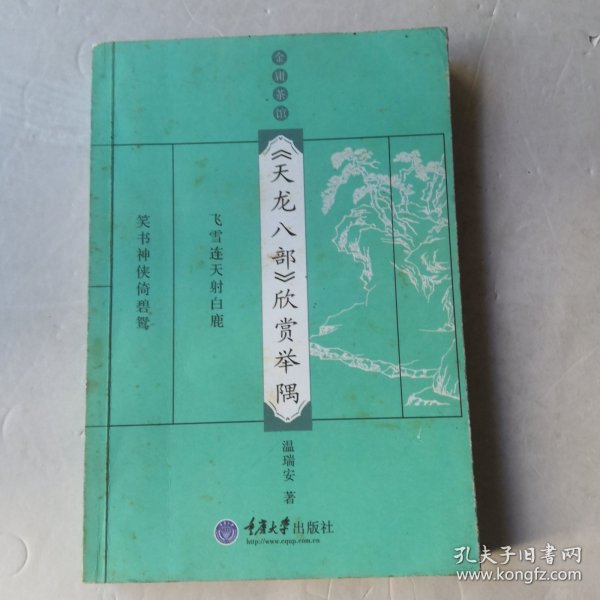 金庸茶馆
《天龙八部》欣赏举隅
飞雪连天射白鹿
笑书神侠倚碧鸳
温瑞安 著
重庆大学出版社
http://www.cqup.com.cn
孔夫子旧书网
www.kongfz.com